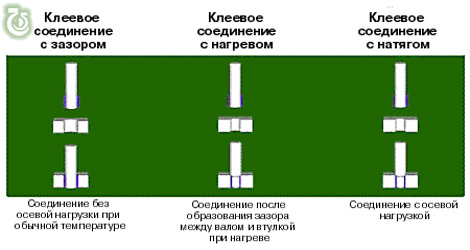 Клеевое
соединение
с зазором
Клеевое
соединение
с нагревом
Клеевое
соединение
с натягом
Соединение без
осевой нагрузки при
обычной температуре
Соединение после
образования зазора
между валом и втулкой
при нагреве
Соединение с осевой
нагрузкой